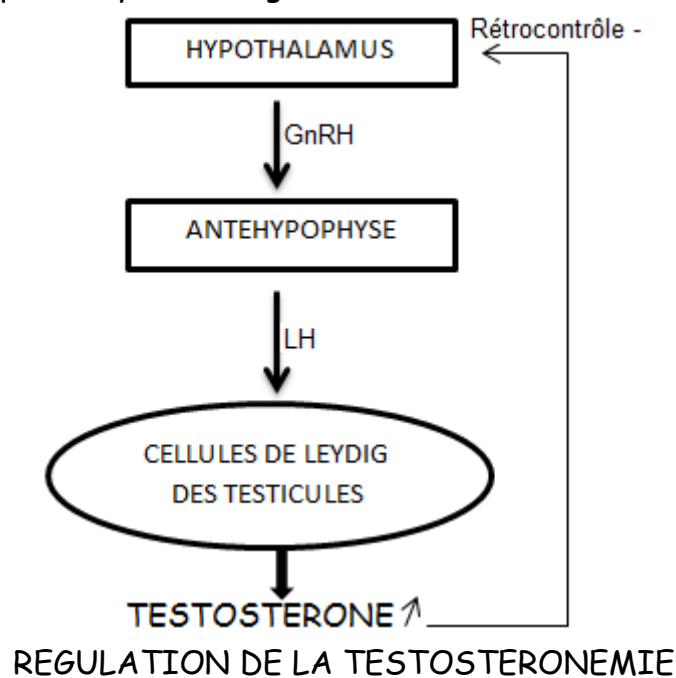 HYPOTHALAMUS
Rétrocontrôle -
GnRH
ANTEHYPOPHYSE
LH
CELLULES DE LEYDIG
DES TESTICULES
TESTOSTERONE
REGULATION DE LA TESTOSTERONEMIE